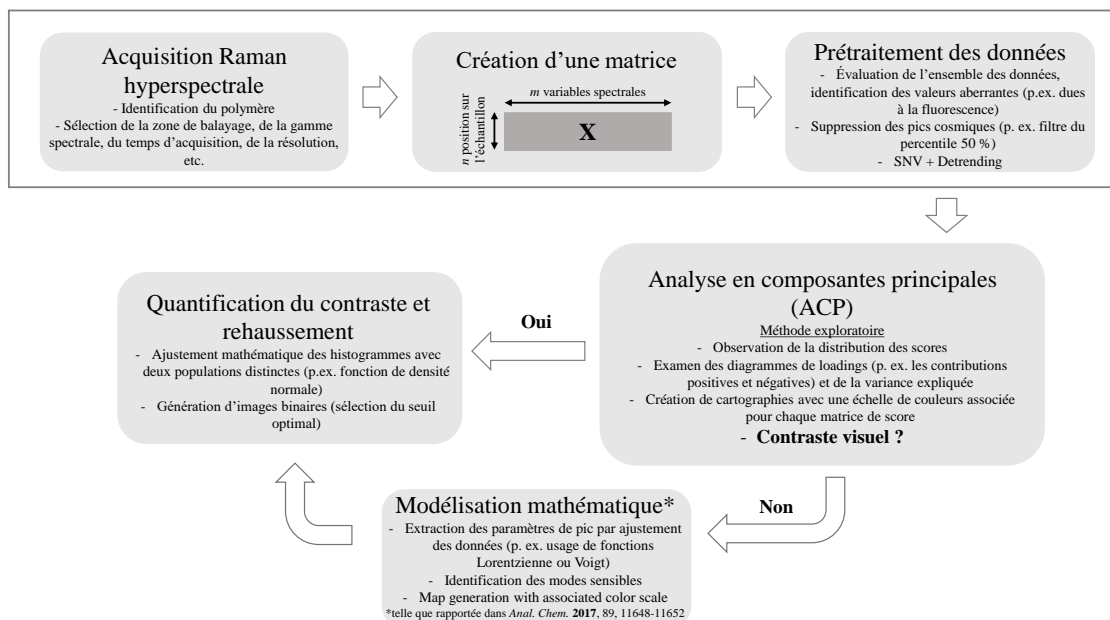 Acquisition Raman
hyperspectrale
- Identification du polymère
- Sélection de la zone de balayage, de la gamme
spectrale, du temps d'acquisition, de la résolution,
etc.
Création d'une matrice
m variables spectrales
n position sur
l'échantillon
X
Prétraitement des données
- Évaluation de l'ensemble des données,
identification des valeurs aberrantes (p.ex. dues
à la fluorescence)
- Suppression des pics cosmiques (p. ex. filtre du
percentile 50 %)
- SNV + Detrending
Analyse en composantes principales
(ACP)
Méthode exploratoire
- Observation de la distribution des scores
- Examen des diagrammes de loadings (p. ex. les contributions
positives et négatives) et de la variance expliquée
- Création de cartographies avec une échelle de couleurs associée
pour chaque matrice de score
- Contraste visuel ?
Oui
Quantification du contraste et
rehaussement
- Ajustement mathématique des histogrammes avec
deux populations distinctes (p.ex. fonction de densité
normale)
- Génération d'images binaires (sélection du seuil
optimal)
Non
Modélisation mathématique*
- Extraction des paramètres de pic par ajustement
des données (p. ex. usage de fonctions
Lorentzienne ou Voigt)
- Identification des modes sensibles
- Map generation with associated color scale
*telle que rapportée dans Anal. Chem. 2017, 89, 11648-11652